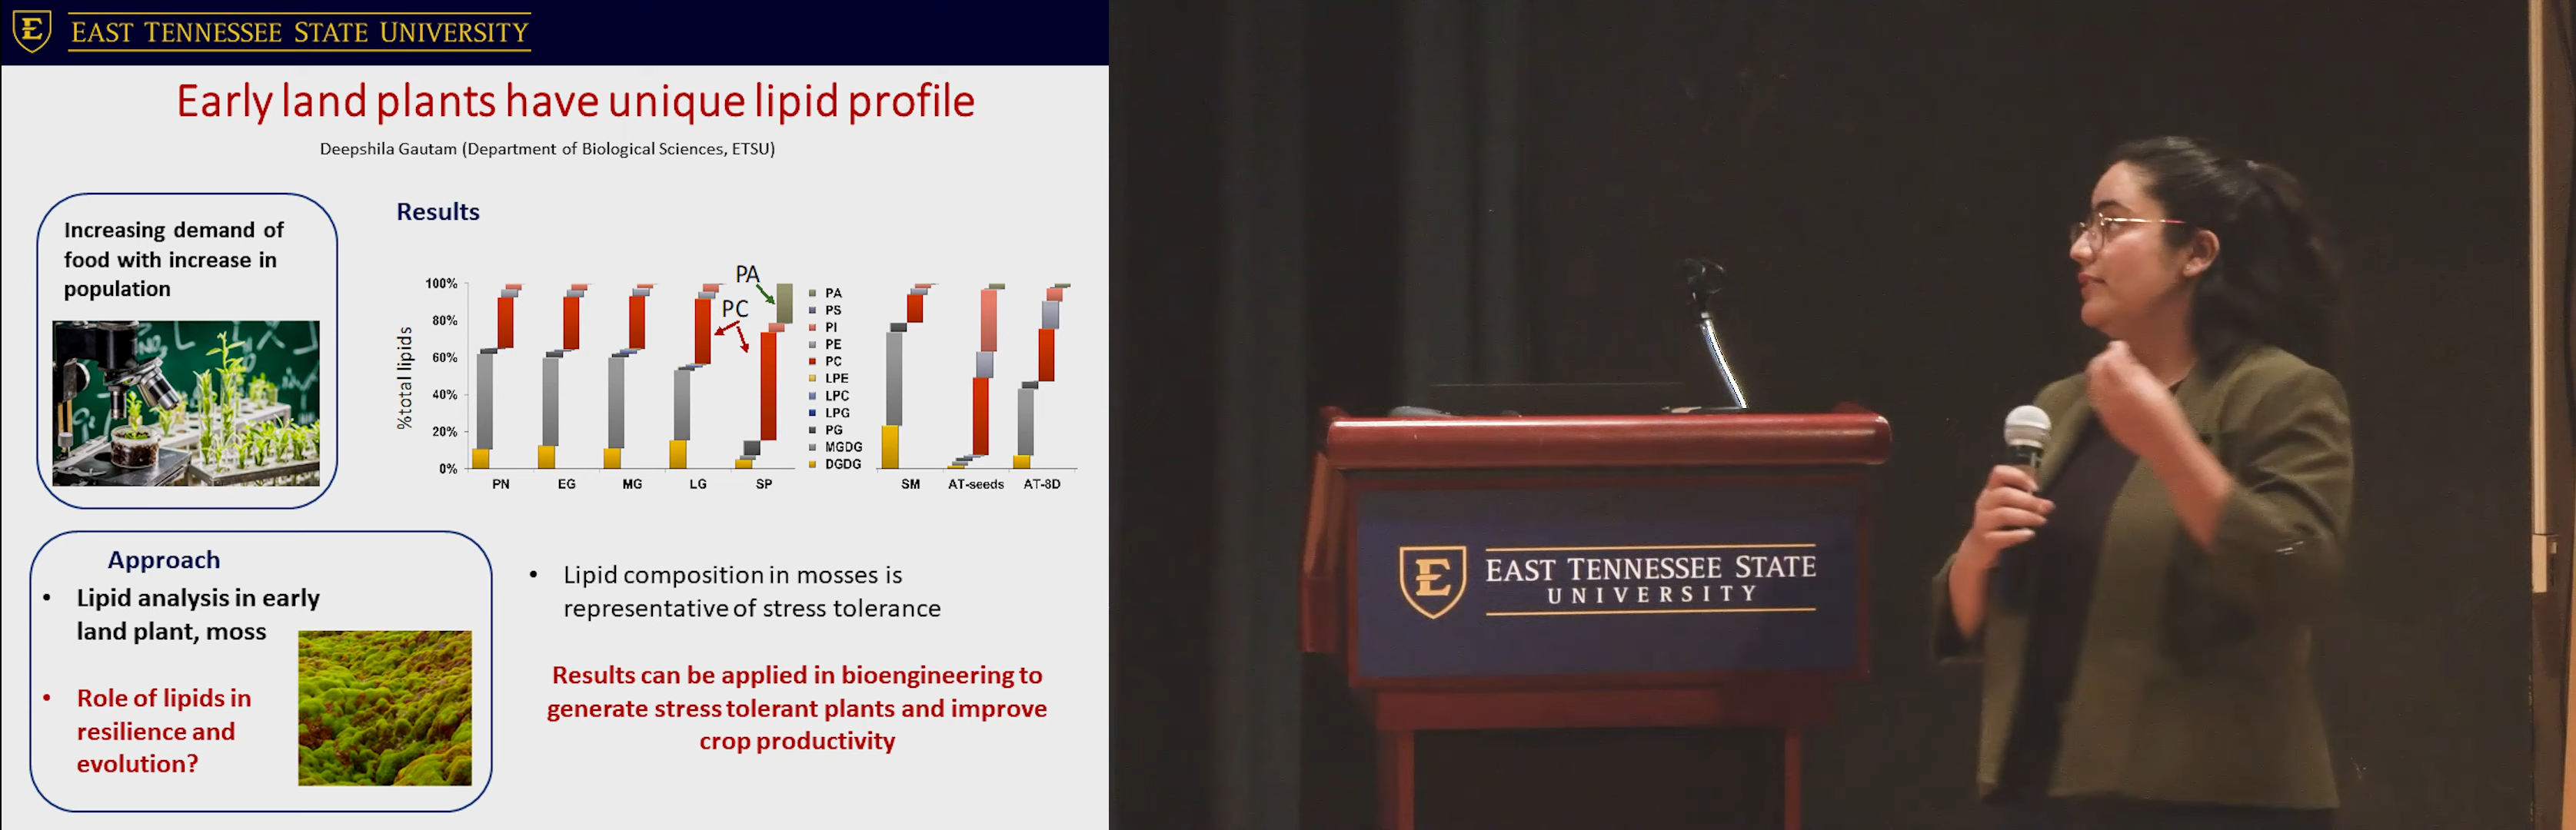 EAST TENNESSEE STATE UNIVERSITY
Early land plants have unique lipid profile
Deepshila Gautam (Department of Biological Sciences, ETSU)
Increasing demand of
food with increase in
population
Results
%total lipids
100%
80%
60%
40%
20%
0%
PA
PC
PN
EG
MG
LG
SP
PA
PS
PI
PE
PC
LPE
LPC
LPG
PG
MGDG
DGDG
SM
AT-seeds
AT-8D
Approach
• Lipid analysis in early
land plant, moss
• Role of lipids in
resilience and
evolution?
• Lipid composition in mosses is
representative of stress tolerance
Results can be applied in bioengineering to
generate stress tolerant plants and improve
crop productivity
E
EAST TENNESSEE STATE
UNIVERSITY